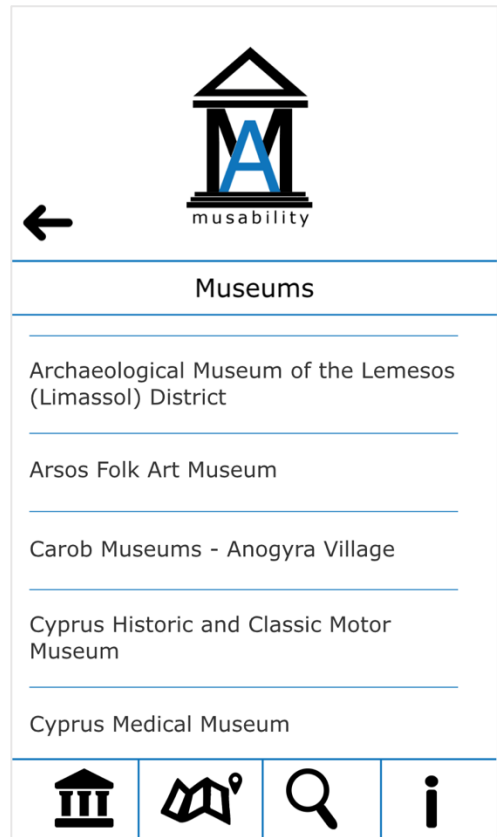 MA
musability
Museums
Archaeological Museum of the Lemesos
(Limassol) District
Arsos Folk Art Museum
Carob Museums - Anogyra Village
Cyprus Historic and Classic Motor
Museum
Cyprus Medical Museum
i